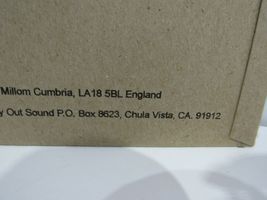 Millom Cumbria, LA18 5BL England
y Out Sound P.O. Box 8623, Chula Vista, CA. 91912